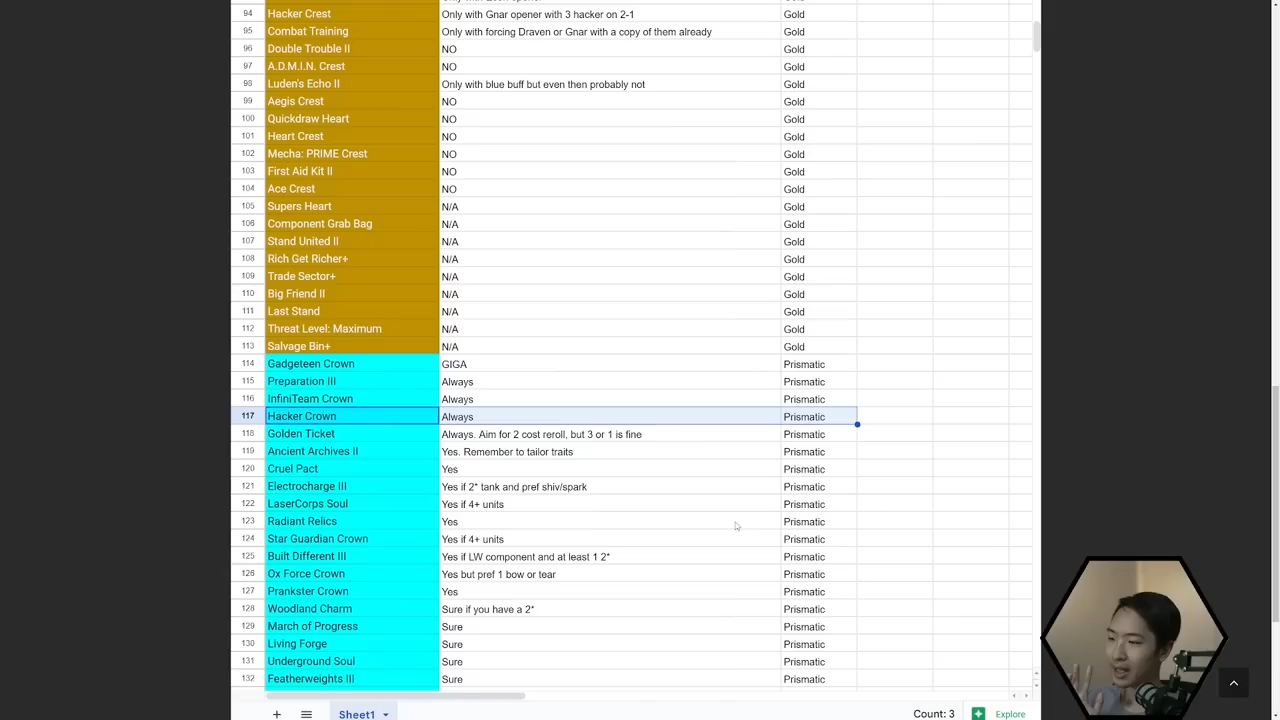 94 Hacker Crest Only with Gnar opener with 3 hacker on 2-1 Gold
95 Combat Training Only with forcing Draven or Gnar with a copy of them already Gold
96 Double Trouble II NO Gold
97 A.D.M.I.N. Crest NO Gold
98 Luden's Echo II Only with blue buff but even then probably not Gold
99 Aegis Crest NO Gold
100 Quickdraw Heart NO Gold
101 Heart Crest NO Gold
102 Mecha: PRIME Crest NO Gold
103 First Aid Kit II NO Gold
104 Ace Crest NO Gold
105 Supers Heart N/A Gold
106 Component Grab Bag N/A Gold
107 Stand United II N/A Gold
108 Rich Get Richer+ N/A Gold
109 Trade Sector+ N/A Gold
110 Big Friend II N/A Gold
111 Last Stand N/A Gold
112 Threat Level: Maximum N/A Gold
113 Salvage Bin+ N/A Gold
114 Gadgeteen Crown GIGA Prismatic
115 Preparation III Always Prismatic
116 InfiniTeam Crown Always Prismatic
117 Hacker Crown Always Prismatic
118 Golden Ticket Always. Aim for 2 cost reroll, but 3 or 1 is fine Prismatic
119 Ancient Archives II Yes. Remember to tailor traits Prismatic
120 Cruel Pact Yes Prismatic
121 Electrocharge III Yes if 2* tank and pref shiv/spark Prismatic
122 LaserCorps Soul Yes if 4+ units Prismatic
123 Radiant Relics Yes Prismatic
124 Star Guardian Crown Yes if 4+ units Prismatic
125 Built Different III Yes if LW component and at least 1 2* Prismatic
126 Ox Force Crown Yes but pref 1 bow or tear Prismatic
127 Prankster Crown Yes Prismatic
128 Woodland Charm Sure if you have a 2* Prismatic
129 March of Progress Sure Prismatic
130 Living Forge Sure Prismatic
131 Underground Soul Sure Prismatic
132 Featherweights III Sure Prismatic
Sheet1 Count: 3 Explore